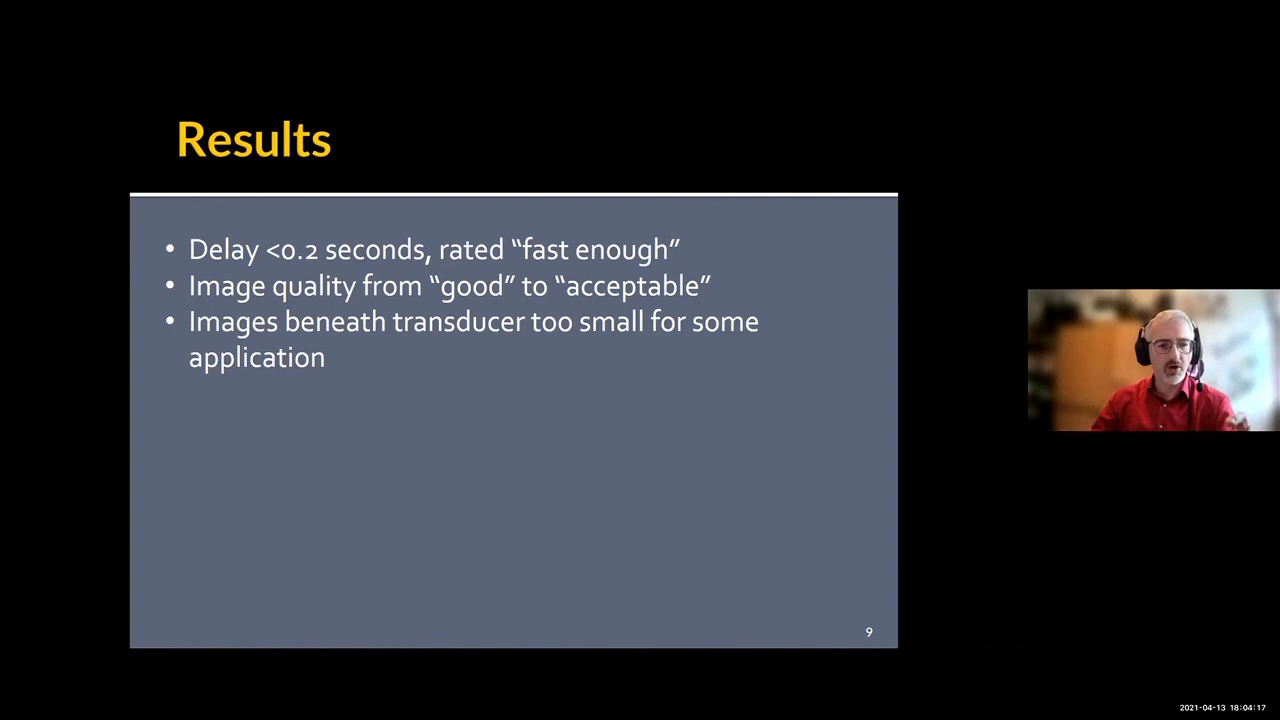 Results
• Delay <0.2 seconds, rated “fast enough”
• Image quality from “good” to “acceptable”
• Images beneath transducer too small for some
application
9
2021-04-13 18:04:17